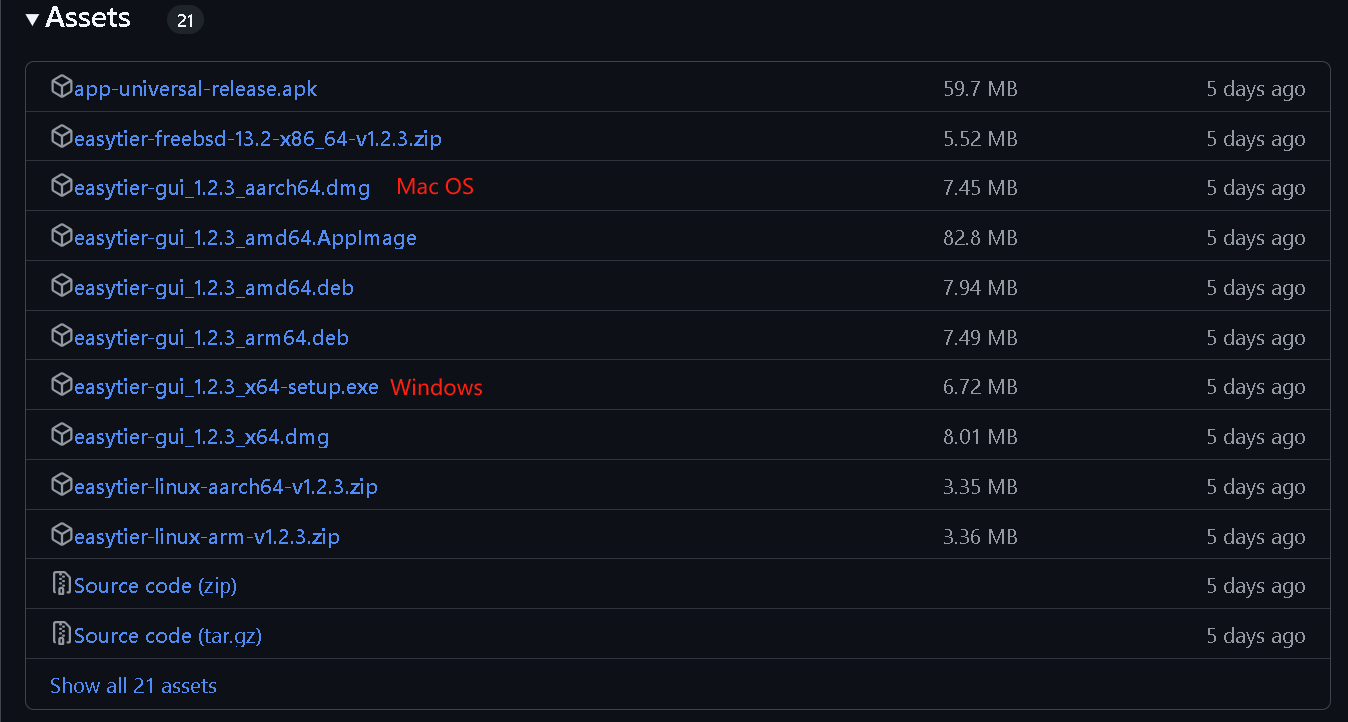 Assets 21
app-universal-release.apk 59.7 MB 5 days ago
easytier-freebsd-13.2-x86_64-v1.2.3.zip 5.52 MB 5 days ago
easytier-gui_1.2.3_aarch64.dmg Mac OS 7.45 MB 5 days ago
easytier-gui_1.2.3_amd64.AppImage 82.8 MB 5 days ago
easytier-gui_1.2.3_amd64.deb 7.94 MB 5 days ago
easytier-gui_1.2.3_arm64.deb 7.49 MB 5 days ago
easytier-gui_1.2.3_x64-setup.exe Windows 6.72 MB 5 days ago
easytier-gui_1.2.3_x64.dmg 8.01 MB 5 days ago
easytier-linux-aarch64-v1.2.3.zip 3.35 MB 5 days ago
easytier-linux-arm-v1.2.3.zip 3.36 MB 5 days ago
Source code (zip) 5 days ago
Source code (tar.gz) 5 days ago
Show all 21 assets